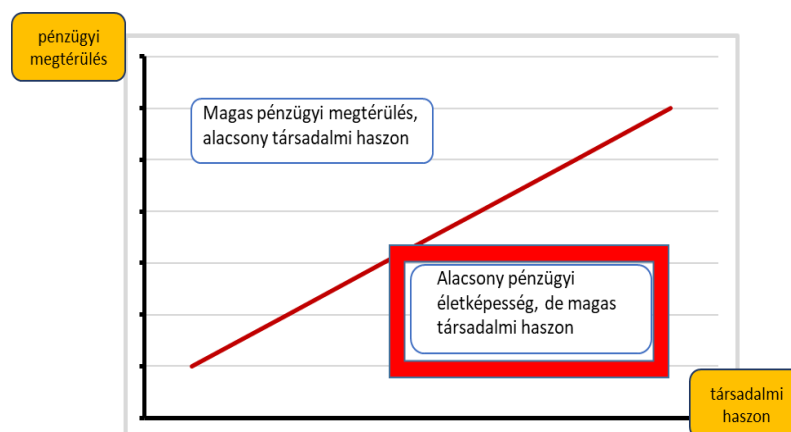 pénzügyi
megtérülés
Magas pénzügyi megtérülés,
alacsony társadalmi haszon
Alacsony pénzügyi
életképesség, de magas
társadalmi haszon
társadalmi
haszon